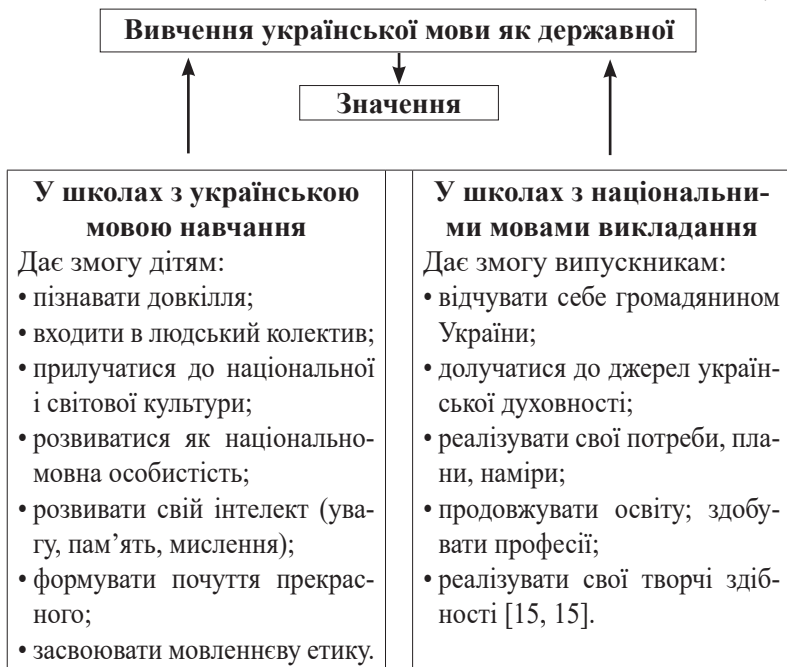 Вивчення української мови як державної
Значення
У школах з українською
мовою навчання
Дає змогу дітям:
• пізнавати довкілля;
• входити в людський колектив;
• прилучатися до національної
і світової культури;
• розвиватися як національно-
мовна особистість;
• розвивати свій інтелект (ува-
гу, пам’ять, мислення);
• формувати почуття прекрас-
ного;
• засвоювати мовленнєву етику.
У школах з національни-
ми мовами викладання
Дає змогу випускникам:
• відчувати себе громадянином
України;
• долучатися до джерел україн-
ської духовності;
• реалізувати свої потреби, пла-
ни, наміри;
• продовжувати освіту; здобу-
вати професії;
• реалізувати свої творчі здіб-
ності [15, 15].